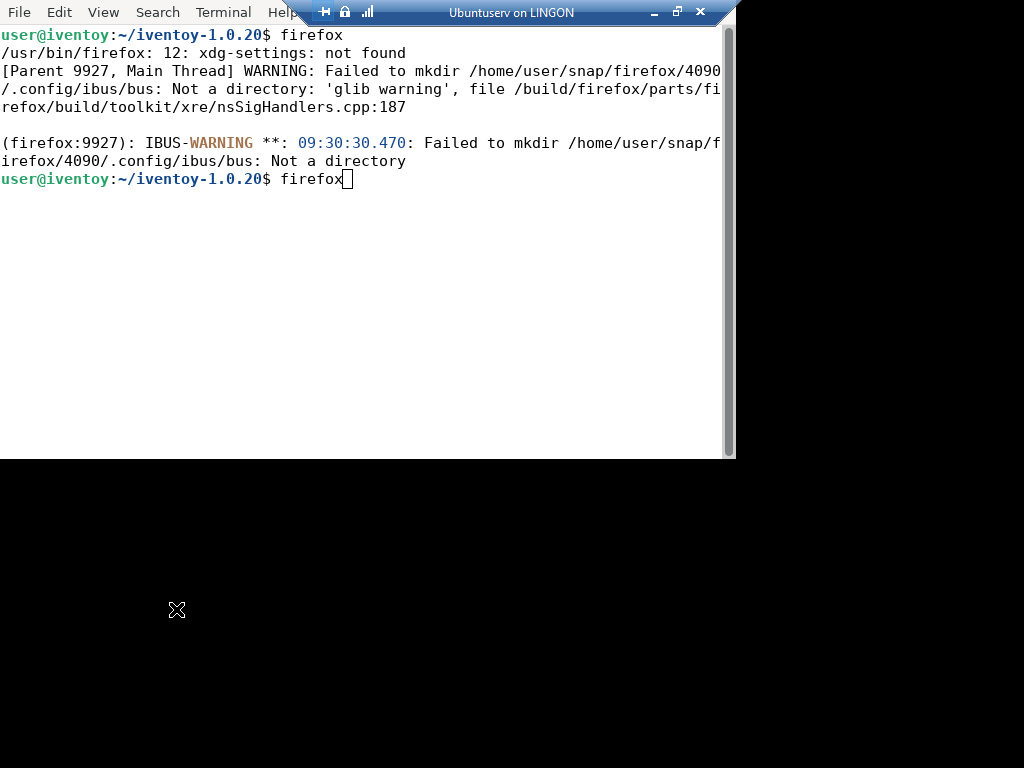 File Edit View Search Terminal Help
Ubuntuserv on LINGON
user@iventoy:~/iventoy-1.0.20$ firefox
/usr/bin/firefox: 12: xdg-settings: not found
[Parent 9927, Main Thread] WARNING: Failed to mkdir /home/user/snap/firefox/4090
/.config/ibus/bus: Not a directory: 'glib warning', file /build/firefox/parts/fi
refox/build/toolkit/xre/nsSigHandlers.cpp:187
(firefox:9927): IBUS-WARNING **: 09:30:30.470: Failed to mkdir /home/user/snap/f
irefox/4090/.config/ibus/bus: Not a directory
user@iventoy:~/iventoy-1.0.20$ firefox